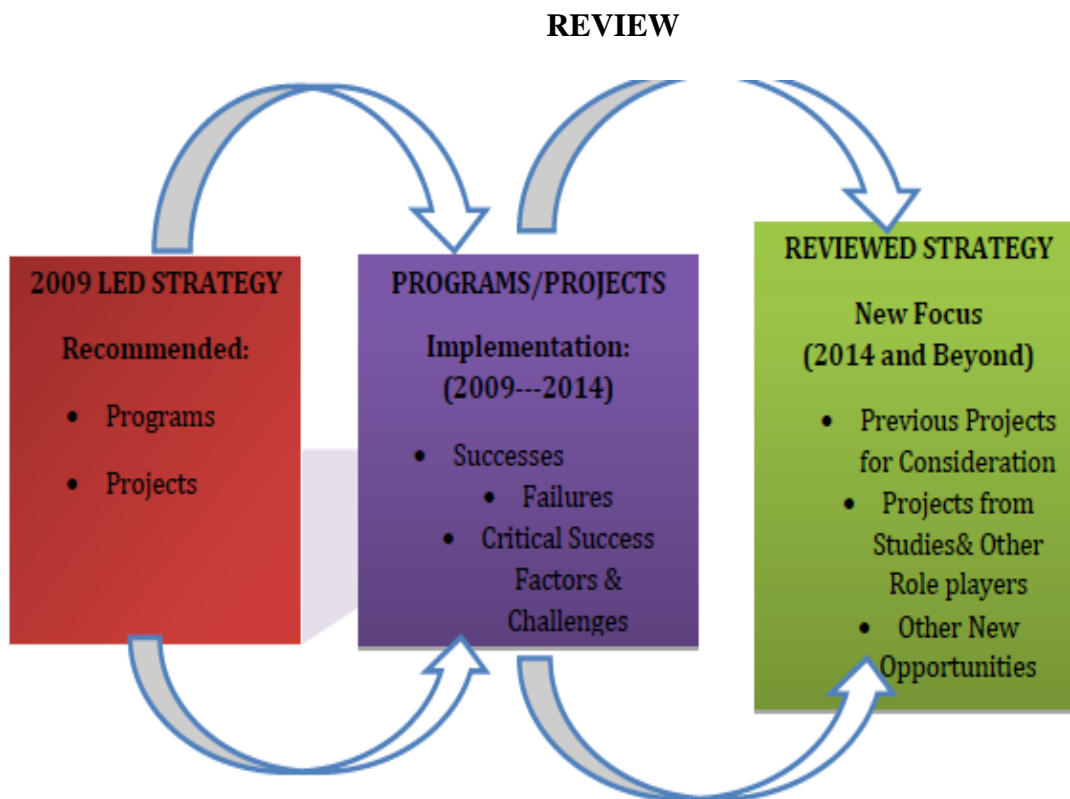 REVIEW
2009 LED STRATEGY
Recommended:
• Programs
• Projects
PROGRAMS/PROJECTS
Implementation:
(2009---2014)
• Successes
• Failures
• Critical Success
Factors &
Challenges
REVIEWED STRATEGY
New Focus
(2014 and Beyond)
• Previous Projects
for Consideration
• Projects from
Studies& Other
Role players
• Other New
Opportunities